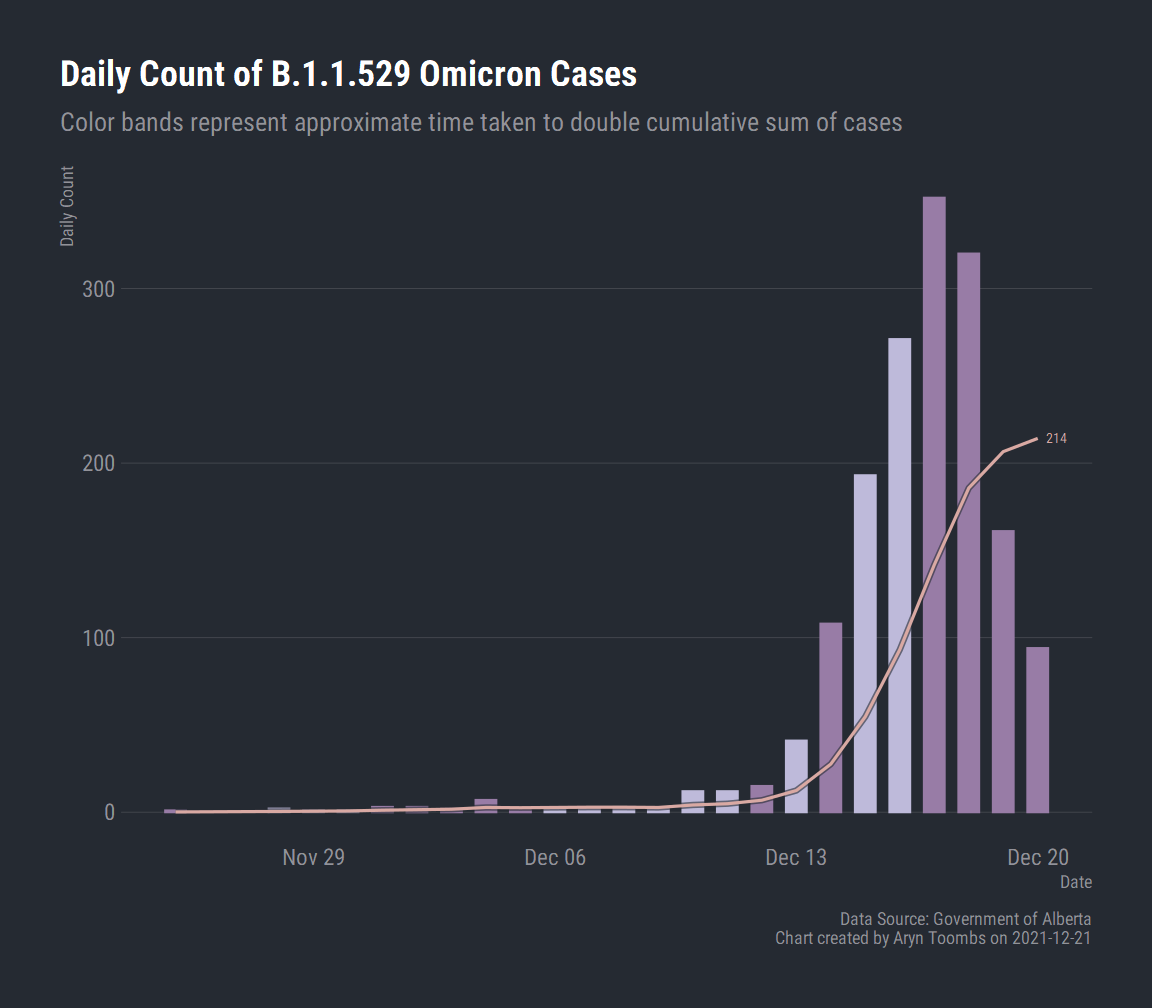 Daily Count of B.1.1.529 Omicron Cases
Color bands represent approximate time taken to double cumulative sum of cases
Daily Count
300
200
100
0
214
Nov 29 Dec 06 Dec 13 Dec 20
Date
Data Source: Government of Alberta
Chart created by Aryn Toombs on 2021-12-21